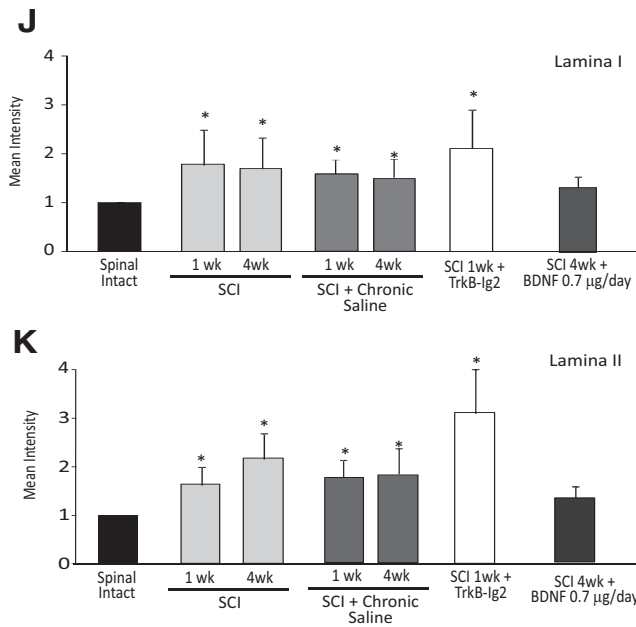 J
Lamina I
4
3
2
1
0
Mean Intensity
* * * * *
Spinal Intact
1 wk 4wk 1 wk 4wk
SCI
SCI + Chronic
Saline
SCI 1wk +
TrkB-Ig2
SCI 4wk +
BDNF 0.7 μg/day
K
Lamina II
4
3
2
1
0
Mean Intensity
* * * * *
Spinal
Intact
1 wk 4wk 1 wk 4wk
SCI
SCI + Chronic
Saline
SCI 1wk +
TrkB-Ig2
SCI 4wk +
BDNF 0.7 μg/day